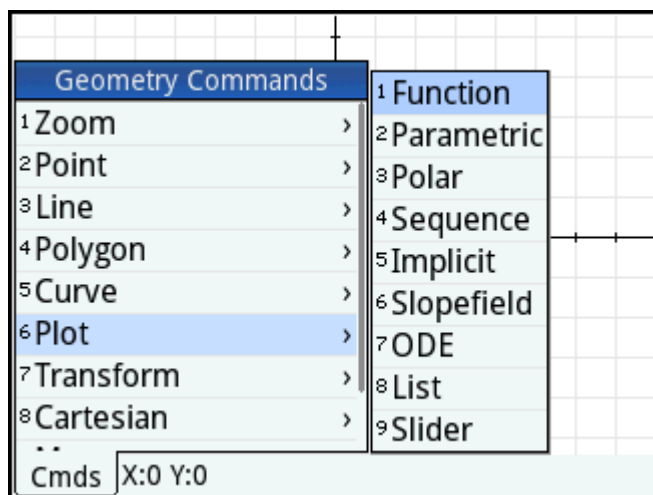 Geometry Commands
1 Zoom ›
2 Point ›
3 Line ›
4 Polygon ›
5 Curve ›
6 Plot ›
7 Transform ›
8 Cartesian ›
1 Function
2 Parametric
3 Polar
4 Sequence
5 Implicit
6 Slopefield
7 ODE
8 List
9 Slider
Cmds X:0 Y:0